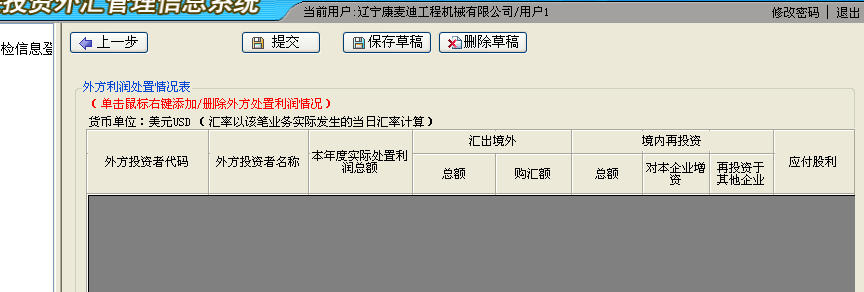 投资外汇管理信息系统
当前用户:辽宁康麦迪工程机械有限公司/用户1
修改密码 | 退出
检信息登
上一步
提交
保存草稿
删除草稿
外方利润处置情况表
（单击鼠标右键添加/删除外方处置利润情况）
货币单位：美元USD（汇率以该笔业务实际发生的当日汇率计算）
外方投资者代码
外方投资者名称
本年度实际处置利
润总额
汇出境外
总额
购汇额
境内再投资
总额
对本企业增
资
再投资于
其他企业
应付股利